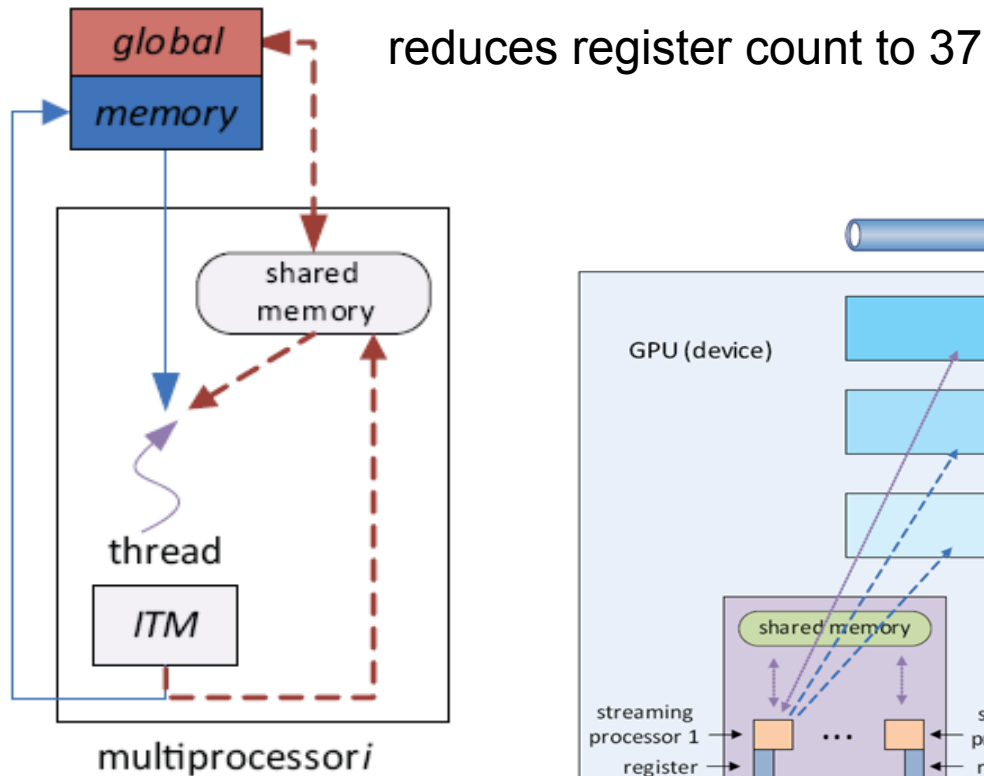 global
memory
reduces register count to 37
shared
memory
thread
ITM
multiprocessor i
GPU (device)
shared memory
streaming
processor 1
...
register